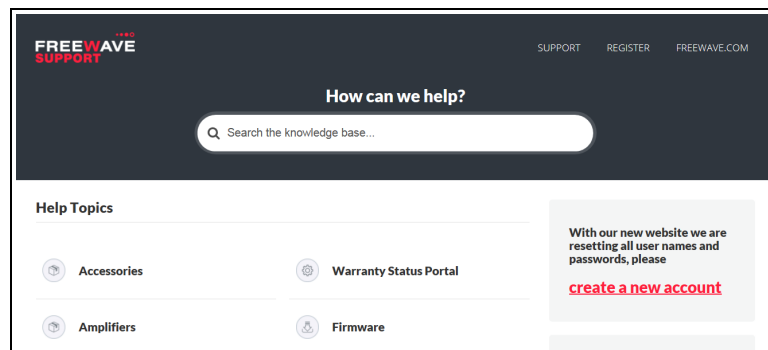 FREEWAVE
SUPPORT
SUPPORT REGISTER FREEWAVE.COM
How can we help?
Search the knowledge base...
Help Topics
Accessories
Warranty Status Portal
Amplifiers
Firmware
With our new website we are
resetting all user names and
passwords, please
create a new account